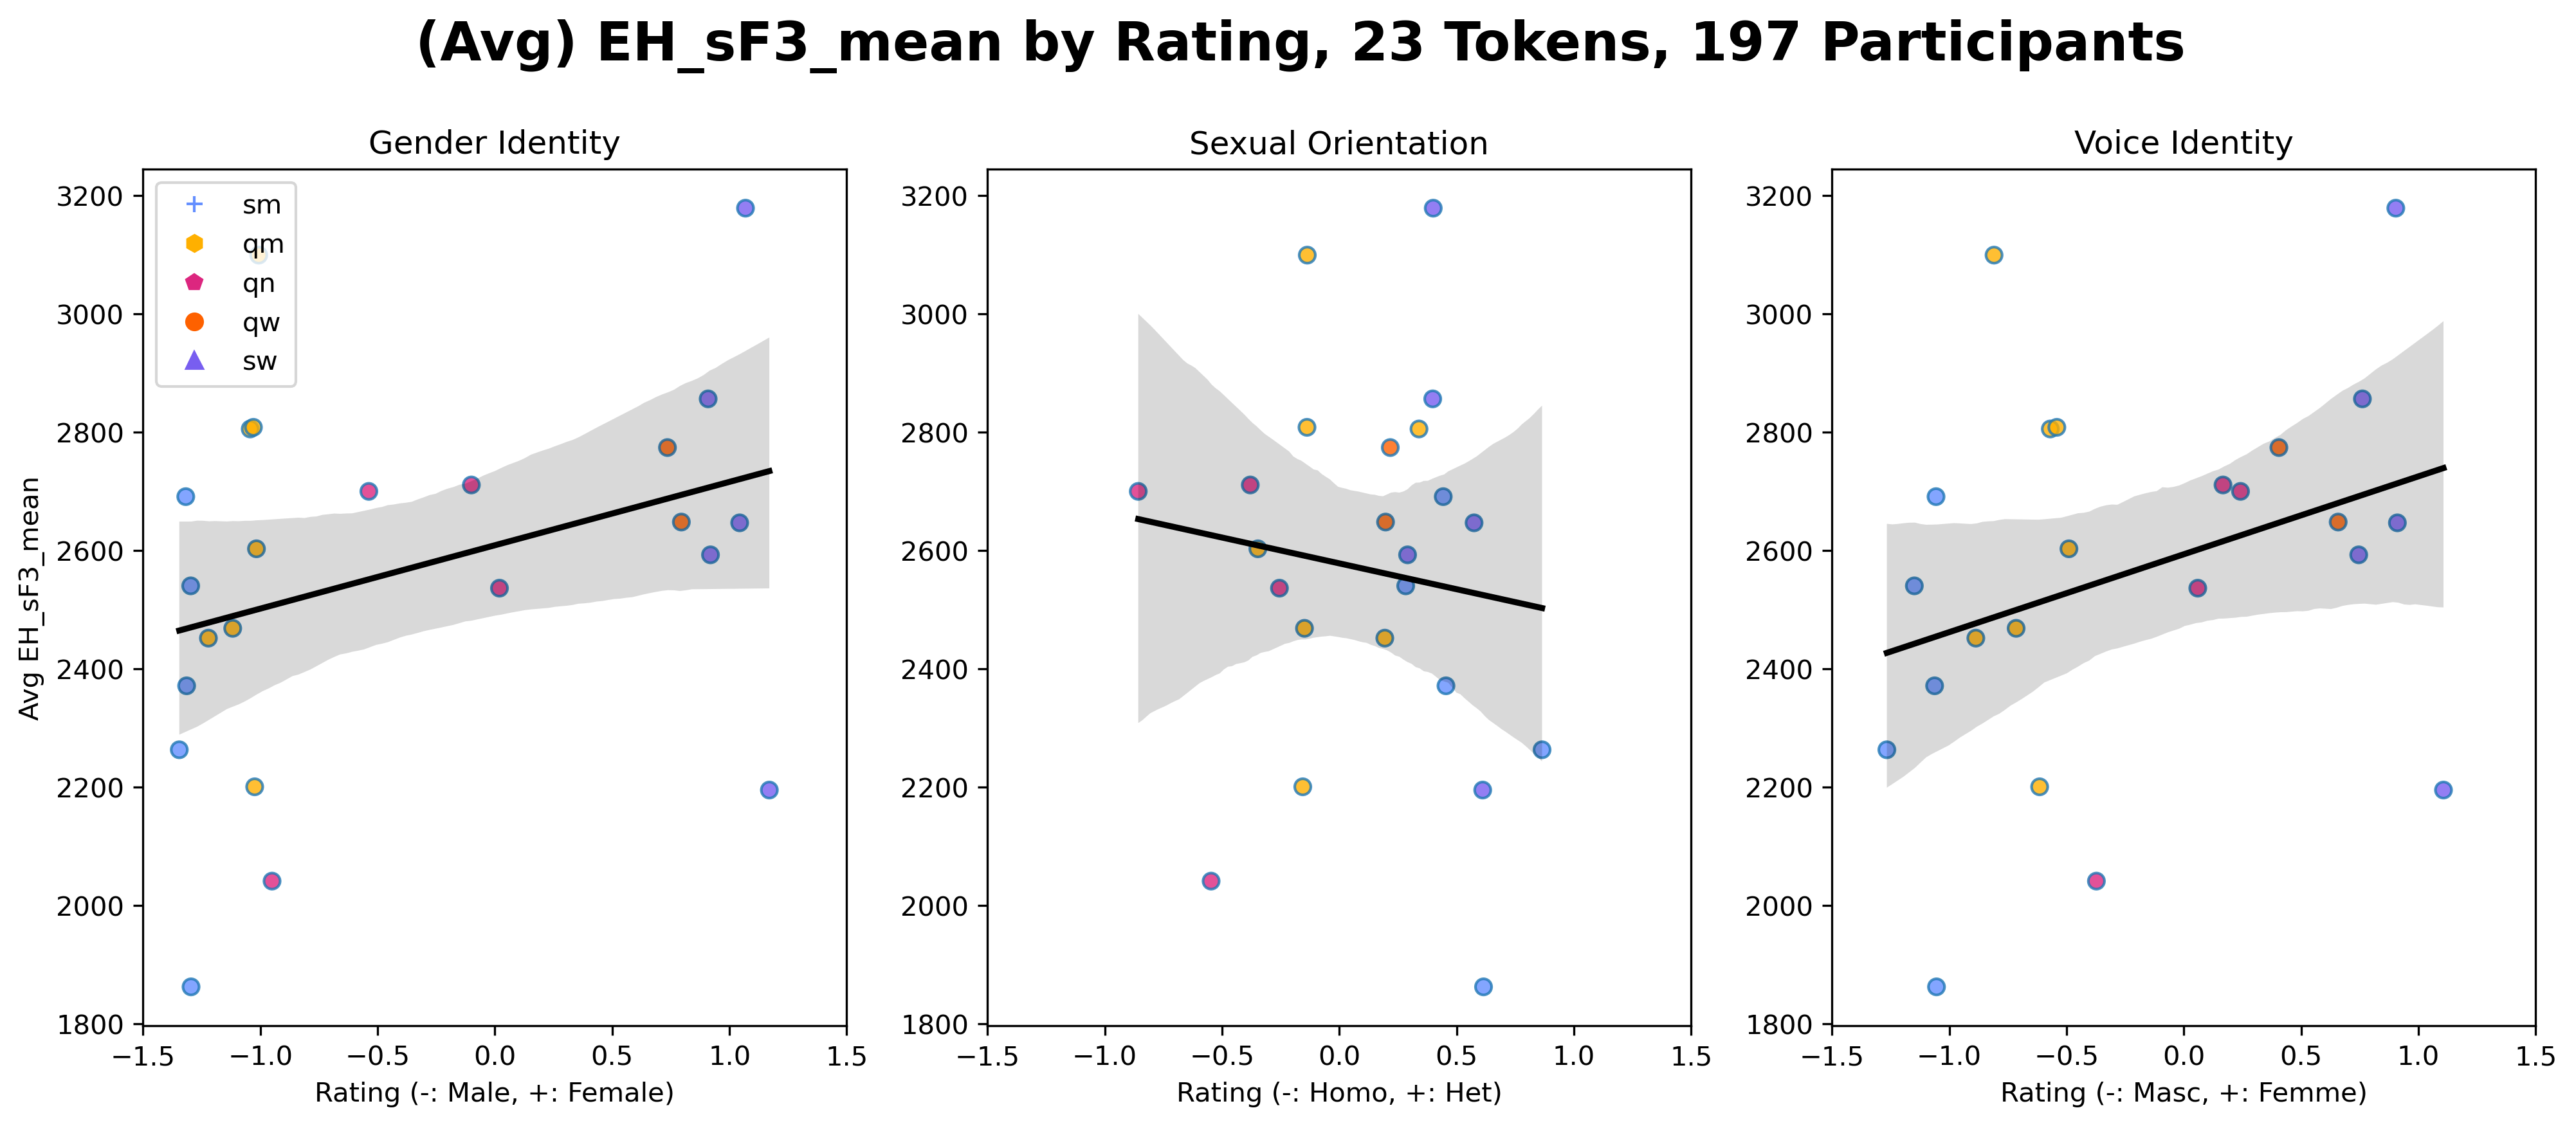 (Avg) EH_sF3_mean by Rating, 23 Tokens, 197 Participants
Gender Identity
Sexual Orientation
Voice Identity
Avg EH_sF3_mean
3200
3000
2800
2600
2400
2200
2000
1800
sm
qm
qn
qw
sw
−1.5 −1.0 −0.5 0.0 0.5 1.0 1.5
Rating (-: Male, +: Female)
3200
3000
2800
2600
2400
2200
2000
1800
−1.5 −1.0 −0.5 0.0 0.5 1.0 1.5
Rating (-: Homo, +: Het)
3200
3000
2800
2600
2400
2200
2000
1800
−1.5 −1.0 −0.5 0.0 0.5 1.0 1.5
Rating (-: Masc, +: Femme)